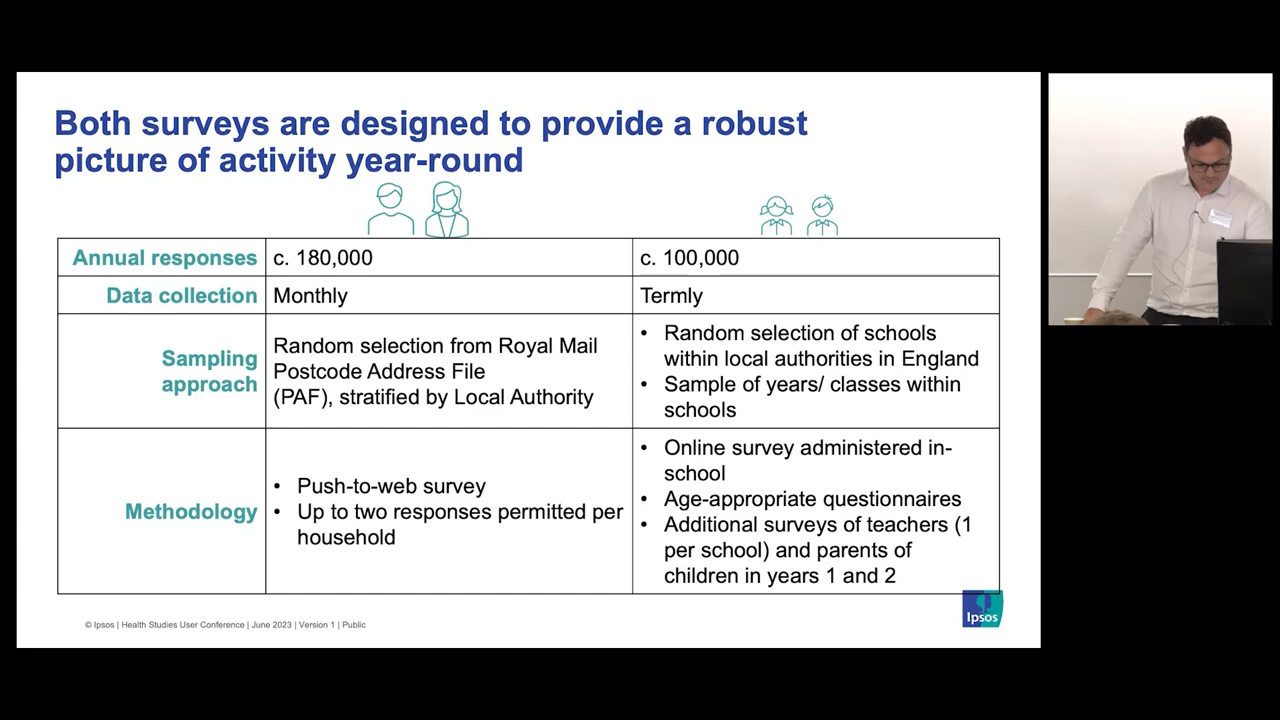 Both surveys are designed to provide a robust
picture of activity year-round
Annual responses
c. 180,000
c. 100,000
Data collection
Monthly
Termly
Sampling
approach
Random selection from Royal Mail
Postcode Address File
(PAF), stratified by Local Authority
• Random selection of schools
within local authorities in England
• Sample of years/ classes within
schools
Methodology
• Push-to-web survey
• Up to two responses permitted per
household
• Online survey administered in-
school
• Age-appropriate questionnaires
• Additional surveys of teachers (1
per school) and parents of
children in years 1 and 2
© Ipsos | Health Studies User Conference | June 2023 | Version 1 | Public
Ipsos